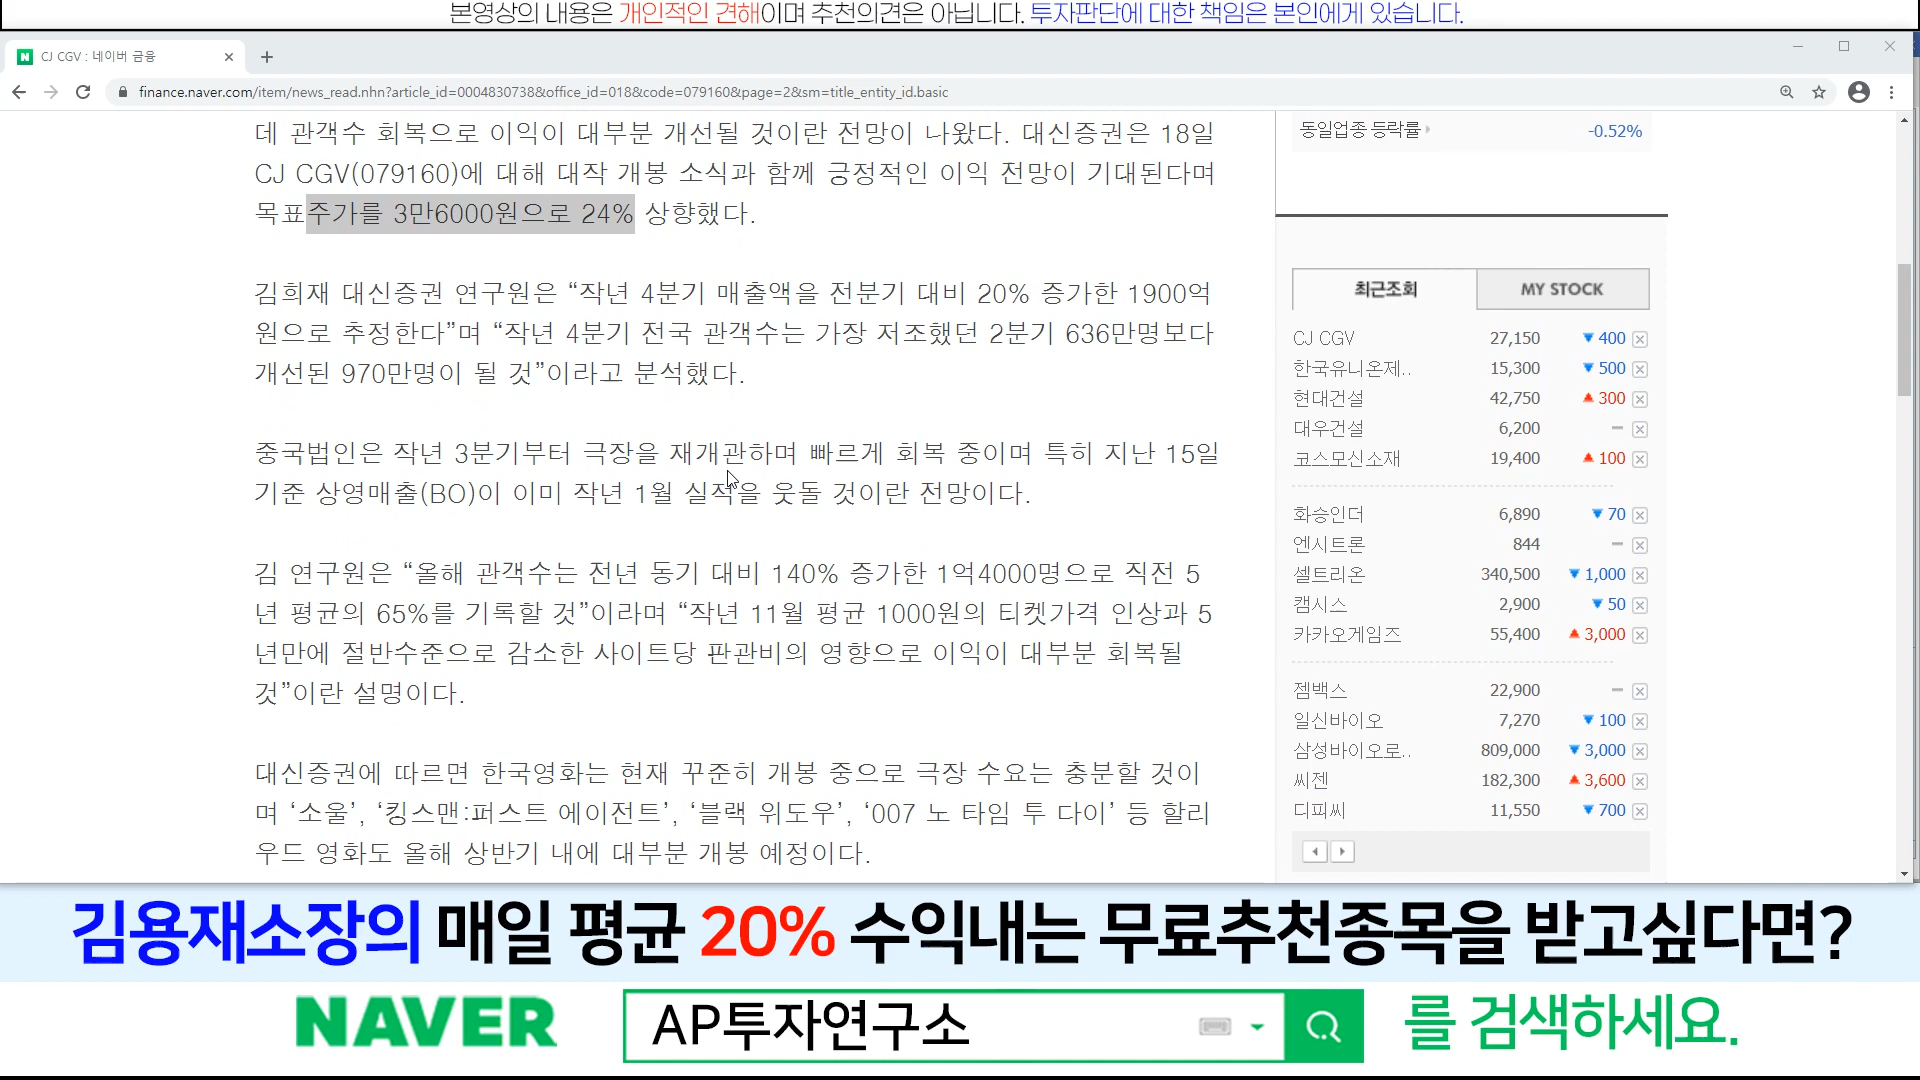 본영상의 내용은 개인적인 견해이며 추천의견은 아닙니다. 투자판단에 대한 책임은 본인에게 있습니다.
CJ CGV : 네이버 금융
finance.naver.com/item/news_read.nhn?article_id=0004830738&office_id=018&code=079160&page=2&sm=title_entity_id.basic
데 관객수 회복으로 이익이 대부분 개선될 것이란 전망이 나왔다. 대신증권은 18일
CJ CGV(079160)에 대해 대작 개봉 소식과 함께 긍정적인 이익 전망이 기대된다며
목표주가를 3만6000원으로 24% 상향했다.
김희재 대신증권 연구원은 “작년 4분기 매출액을 전분기 대비 20% 증가한 1900억
원으로 추정한다”며 “작년 4분기 전국 관객수는 가장 저조했던 2분기 636만명보다
개선된 970만명이 될 것”이라고 분석했다.
중국법인은 작년 3분기부터 극장을 재개관하며 빠르게 회복 중이며 특히 지난 15일
기준 상영매출(BO)이 이미 작년 1월 실적을 웃돌 것이란 전망이다.
김 연구원은 “올해 관객수는 전년 동기 대비 140% 증가한 1억4000명으로 직전 5
년 평균의 65%를 기록할 것”이라며 “작년 11월 평균 1000원의 티켓가격 인상과 5
년만에 절반수준으로 감소한 사이트당 판관비의 영향으로 이익이 대부분 회복될
것”이란 설명이다.
대신증권에 따르면 한국영화는 현재 꾸준히 개봉 중으로 극장 수요는 충분할 것이
며 ‘소울’, ‘킹스맨:퍼스트 에이전트’, ‘블랙 위도우’, ‘007 노 타임 투 다이’ 등 할리
우드 영화도 올해 상반기 내에 대부분 개봉 예정이다.
동일업종 등락률 -0.52%
최근조회 MY STOCK
CJ CGV 27,150 ▼400
한국유니온제.. 15,300 ▼500
현대건설 42,750 ▲300
대우건설 6,200 -
코스모신소재 19,400 ▲100
화승인더 6,890 ▼70
엔시트론 844 -
셀트리온 340,500 ▼1,000
캠시스 2,900 ▼50
카카오게임즈 55,400 ▲3,000
젬백스 22,900 -
일신바이오 7,270 ▼100
삼성바이오로.. 809,000 ▼3,000
씨젠 182,300 ▲3,600
디피씨 11,550 ▼700
김용재소장의 매일 평균 20% 수익내는 무료추천종목을 받고싶다면?
NAVER AP투자연구소 를 검색하세요.